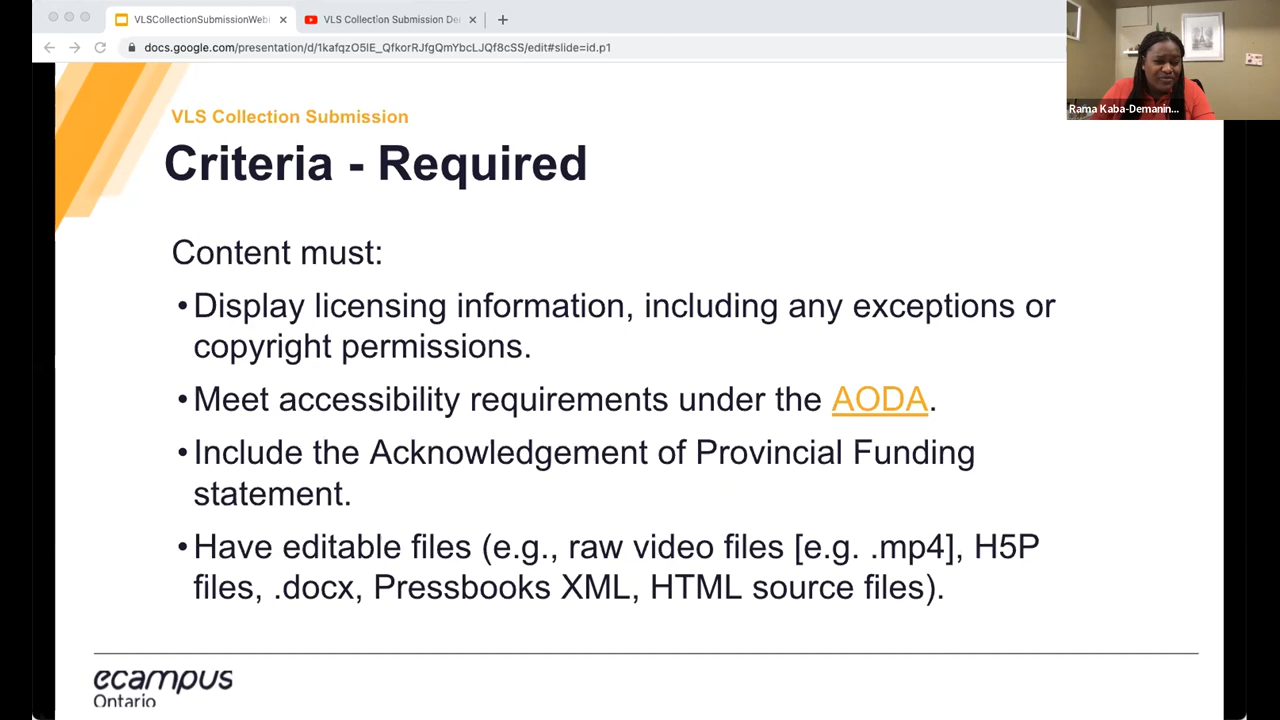 VLSCollectionSubmissionWebi
VLS Collection Submission De
docs.google.com/presentation/d/1kafqzO5lE_QfkorRJfgQmYbcLJQf8cSS/edit#slide=id.p1
Rama Kaba-Demanin...
VLS Collection Submission
Criteria - Required
Content must:
•Display licensing information, including any exceptions or
copyright permissions.
•Meet accessibility requirements under the AODA.
•Include the Acknowledgement of Provincial Funding
statement.
•Have editable files (e.g., raw video files [e.g. .mp4], H5P
files, .docx, Pressbooks XML, HTML source files).
ecampus
Ontario